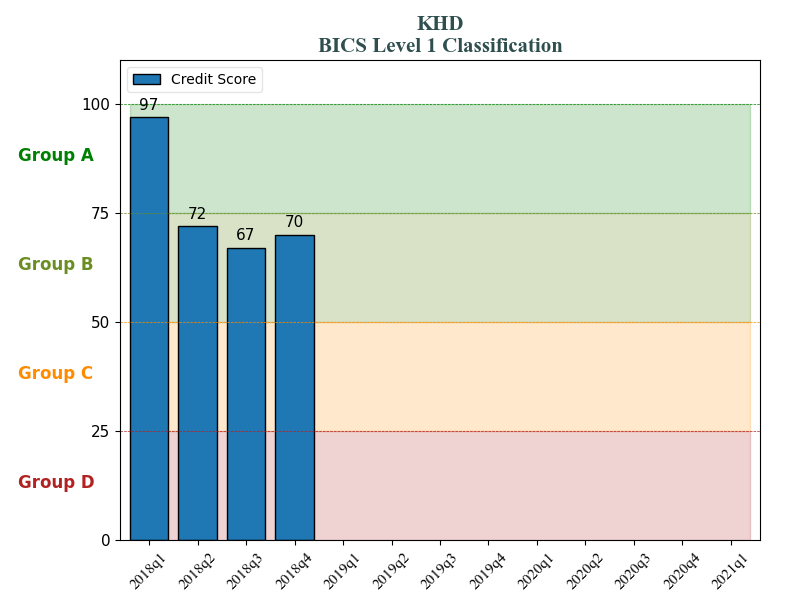 KHD
BICS Level 1 Classification
Credit Score
100
75
50
25
0
Group A
Group B
Group C
Group D
97
72
67
70
2018q1
2018q2
2018q3
2018q4
2019q1
2019q2
2019q3
2019q4
2020q1
2020q2
2020q3
2020q4
2021q1